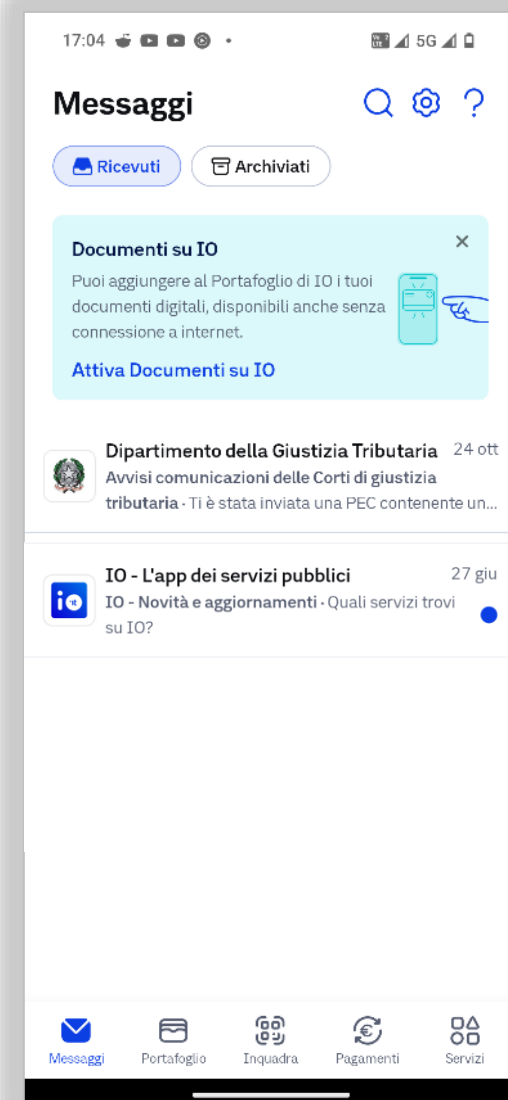 17:04
5G
Messaggi
Ricevuti
Archiviati
Documenti su IO
Puoi aggiungere al Portafoglio di IO i tuoi
documenti digitali, disponibili anche senza
connessione a internet.
Attiva Documenti su IO
Dipartimento della Giustizia Tributaria 24 ott
Avvisi comunicazioni delle Corti di giustizia
tributaria · Ti è stata inviata una PEC contenente un...
io
IO - L'app dei servizi pubblici 27 giu
IO - Novità e aggiornamenti · Quali servizi trovi
su IO?
Messaggi
Portafoglio
Inquadra
Pagamenti
Servizi